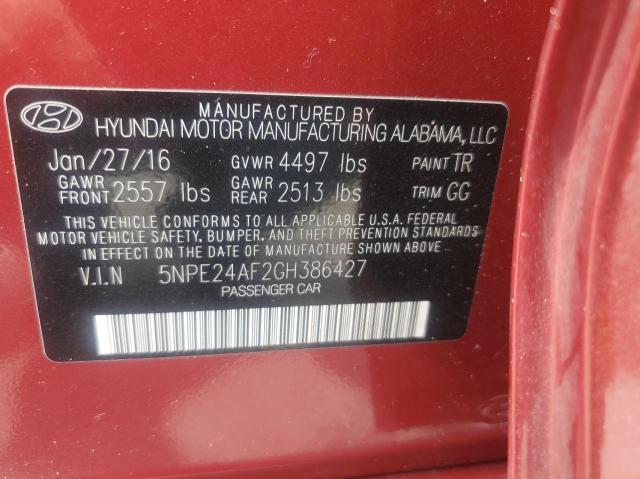 MANUFACTURED BY
HYUNDAI MOTOR MANUFACTURING ALABAMA, LLC
Jan/27/16 GVWR 4497 lbs PAINT TR
GAWR FRONT 2557 lbs GAWR REAR 2513 lbs TRIM GG
THIS VEHICLE CONFORMS TO ALL APPLICABLE U.S.A. FEDERAL
MOTOR VEHICLE SAFETY, BUMPER, AND THEFT PREVENTION STANDARDS
IN EFFECT ON THE DATE OF MANUFACTURE SHOWN ABOVE.
V.I.N 5NPE24AF2GH386427
PASSENGER CAR